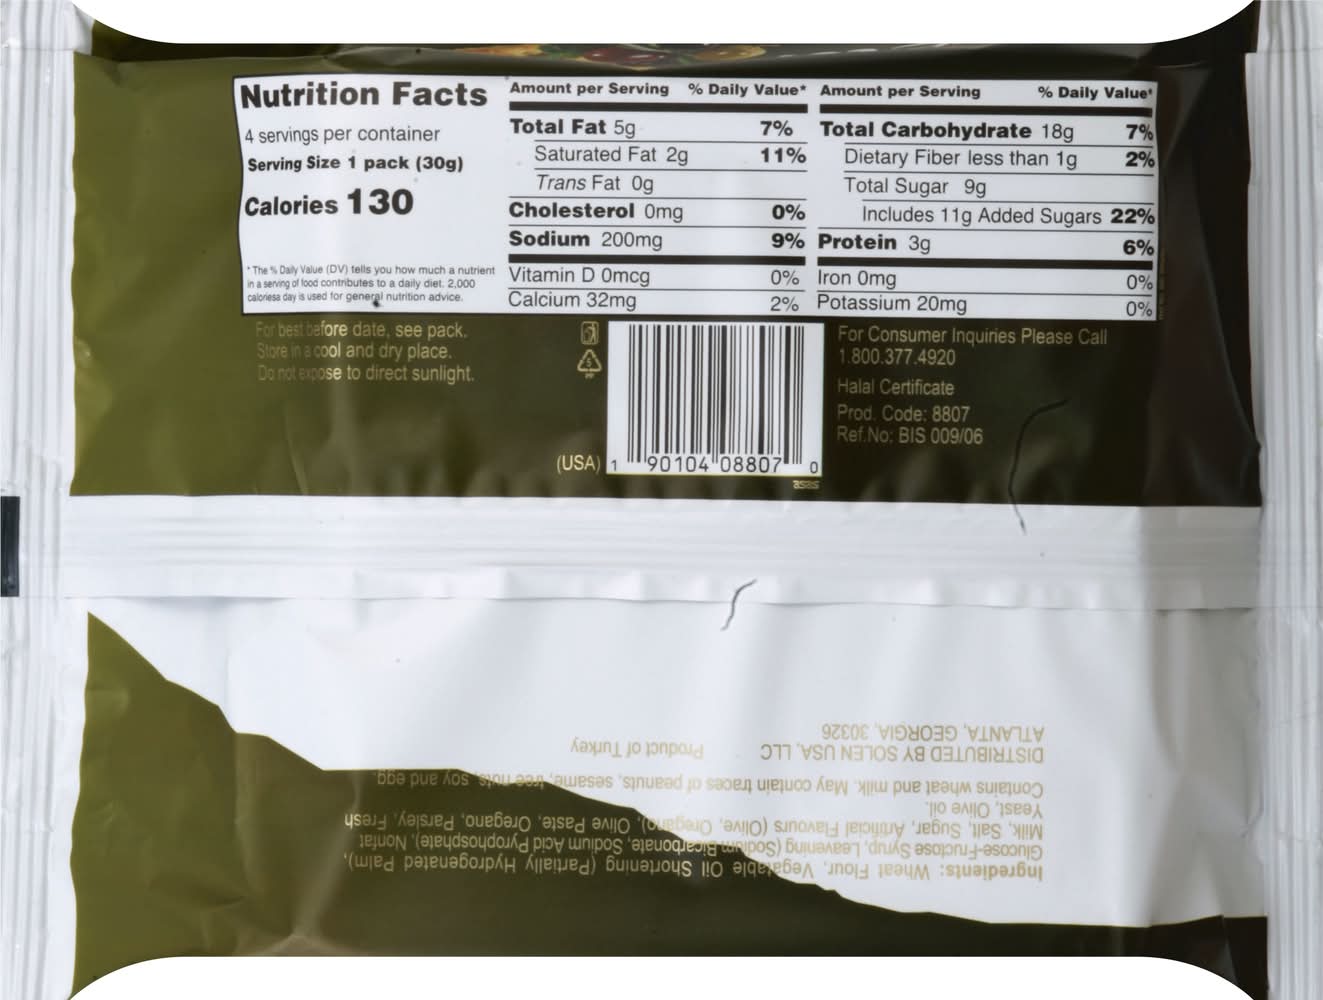 Nutrition Facts
4 servings per container
Serving Size 1 pack (30g)
Calories 130
*The % Daily Value (DV) tells you how much a nutrient
in a serving of food contributes to a daily diet. 2,000
caloriesa day is used for general nutrition advice.
Amount per Serving % Daily Value*
Total Fat 5g 7%
Saturated Fat 2g 11%
Trans Fat 0g
Cholesterol 0mg 0%
Sodium 200mg 9%
Vitamin D 0mcg 0%
Calcium 32mg 2%
Amount per Serving % Daily Value*
Total Carbohydrate 18g 7%
Dietary Fiber less than 1g 2%
Total Sugar 9g
Includes 11g Added Sugars 22%
Protein 3g 6%
Iron 0mg 0%
Potassium 20mg 0%
For best before date, see pack.
Store in a cool and dry place.
Do not expose to direct sunlight.
5
PP
(USA)
1 90104 08807 0
asas
For Consumer Inquiries Please Call
1.800.377.4920
Halal Certificate
Prod. Code: 8807
Ref.No: BIS 009/06
Ingredients: Wheat Flour, Vegatable Oil Shortening (Partially Hydrogenated Palm),
Glucose-Fructose Syrup, Leavening (Sodium Bicarbonate, Sodium Acid Pyrophosphate), Nonfat
Milk, Salt, Sugar, Artificial Flavours (Olive, Oregano), Olive Paste, Oregano, Parsley, Fresh
Yeast, Olive oil.
Contains wheat and milk. May contain traces of peanuts, sesame, tree nuts, soy and egg.
DISTRIBUTED BY SOLEN USA, LLC Product of Turkey
ATLANTA, GEORGIA, 30326